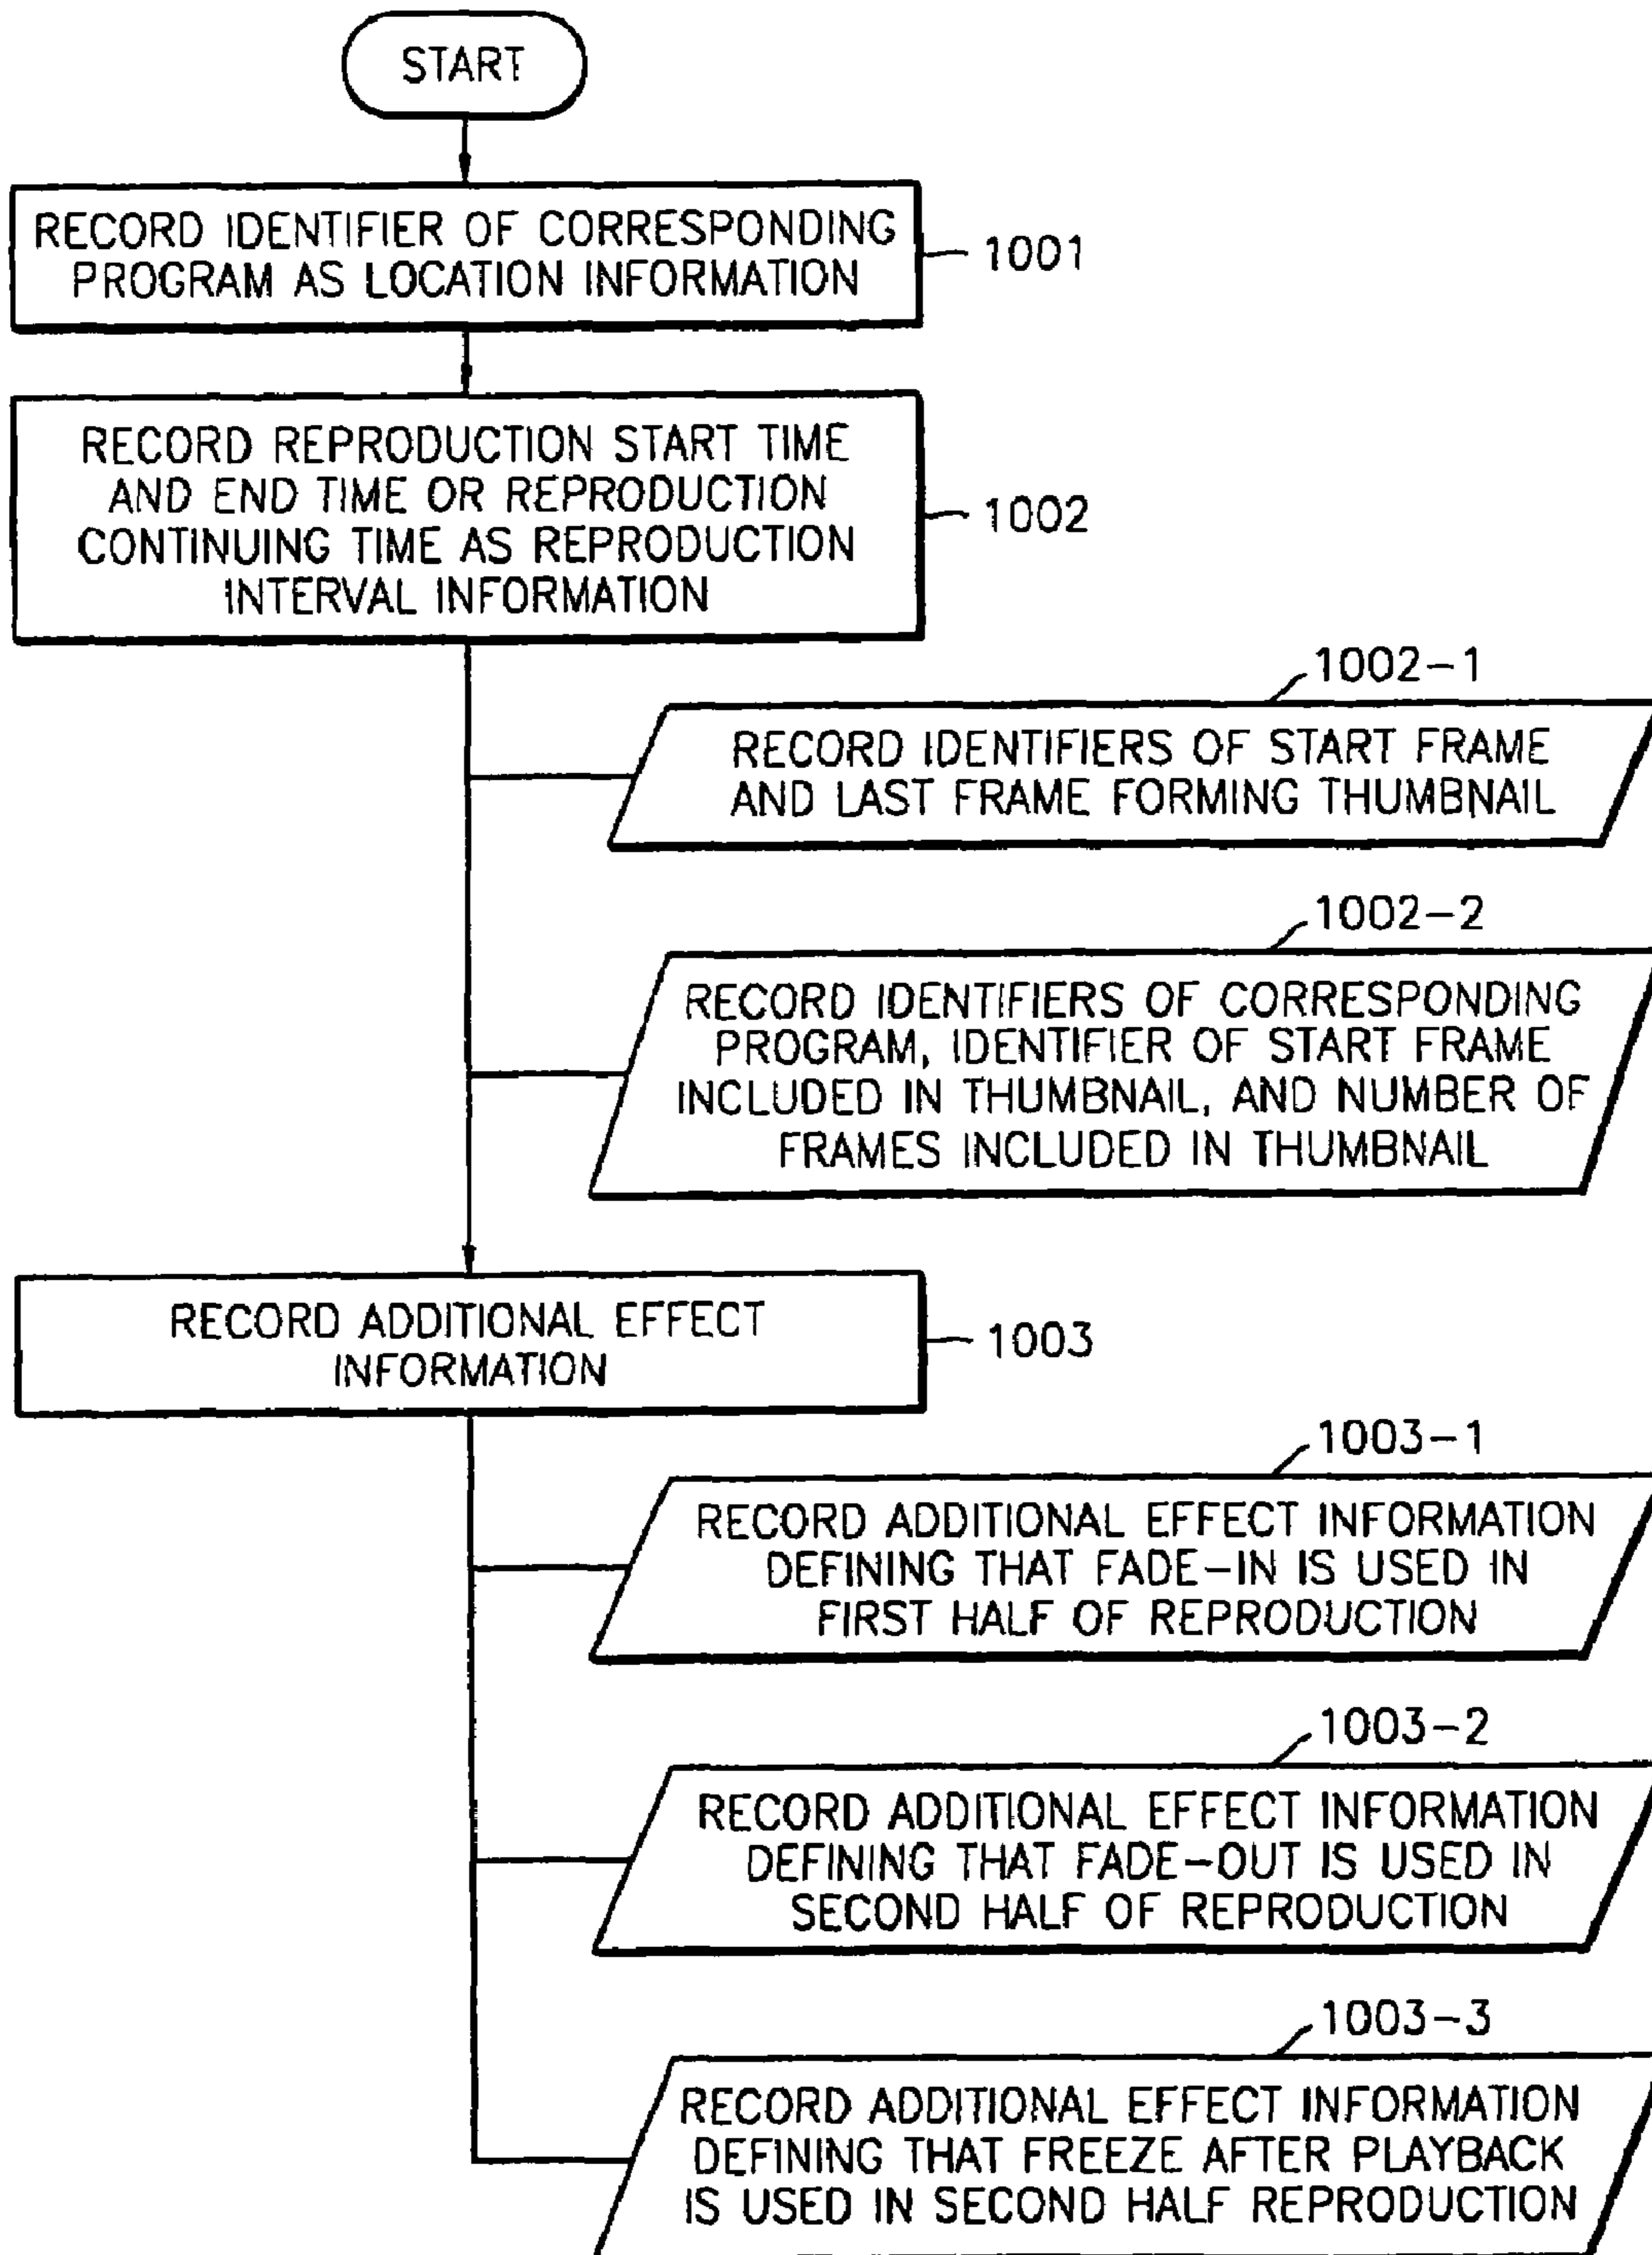 START
RECORD IDENTIFIER OF CORRESPONDING
PROGRAM AS LOCATION INFORMATION
1001
RECORD REPRODUCTION START TIME
AND END TIME OR REPRODUCTION
CONTINUING TIME AS REPRODUCTION
INTERVAL INFORMATION
1002
1002-1
RECORD IDENTIFIERS OF START FRAME
AND LAST FRAME FORMING THUMBNAIL
1002-2
RECORD IDENTIFIERS OF CORRESPONDING
PROGRAM, IDENTIFIER OF START FRAME
INCLUDED IN THUMBNAIL, AND NUMBER OF
FRAMES INCLUDED IN THUMBNAIL
RECORD ADDITIONAL EFFECT
INFORMATION
1003
1003-1
RECORD ADDITIONAL EFFECT INFORMATION
DEFINING THAT FADE-IN IS USED IN
FIRST HALF OF REPRODUCTION
1003-2
RECORD ADDITIONAL EFFECT INFORMATION
DEFINING THAT FADE-OUT IS USED IN
SECOND HALF OF REPRODUCTION
1003-3
RECORD ADDITIONAL EFFECT INFORMATION
DEFINING THAT FREEZE AFTER PLAYBACK
IS USED IN SECOND HALF REPRODUCTION